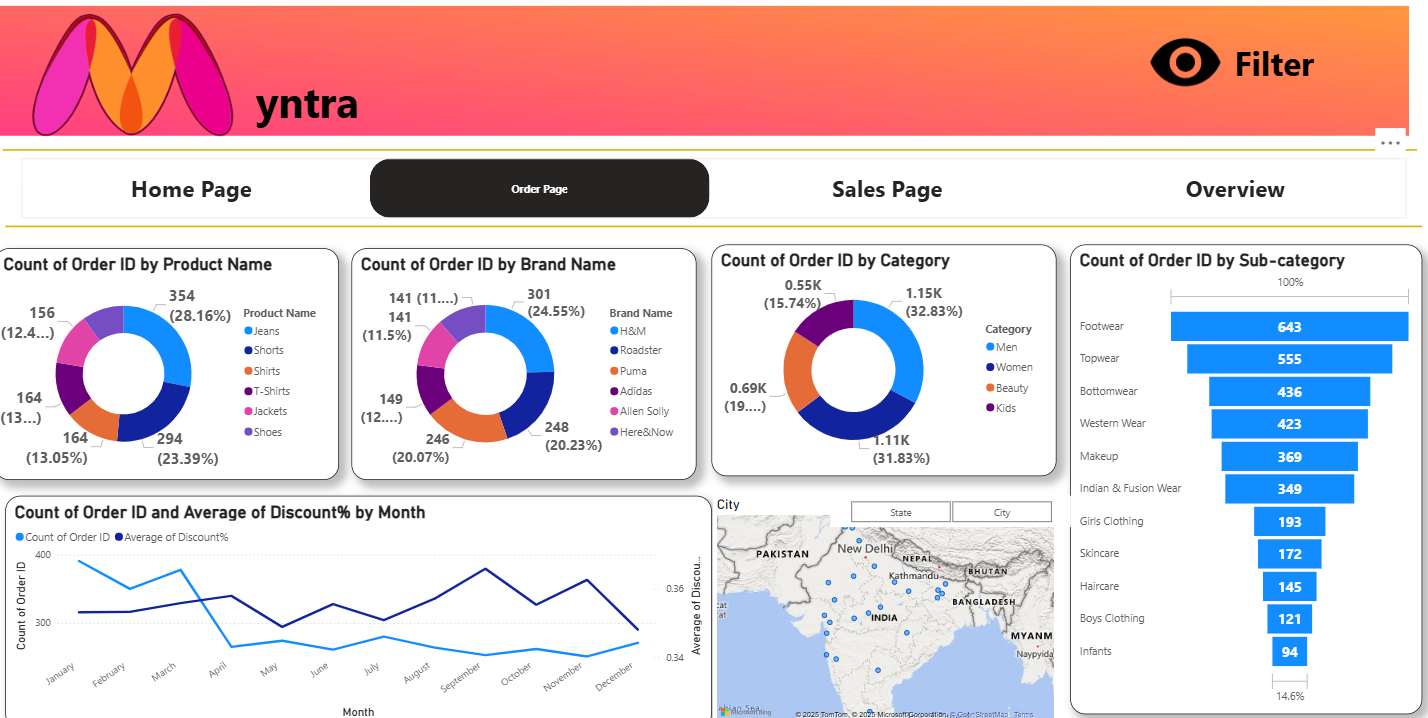 yntra
Filter
...
Home Page
Order Page
Sales Page
Overview
Count of Order ID by Product Name
354
(28.16%)
294
(23.39%)
164
(13.05%)
164
(13...)
156
(12.4...)
Product Name
Jeans
Shorts
Shirts
T-Shirts
Jackets
Shoes
Count of Order ID by Brand Name
301
(24.55%)
248
(20.23%)
246
(20.07%)
149
(12....)
141
(11.5%)
141 (11....)
Brand Name
H&M
Roadster
Puma
Adidas
Allen Solly
Here&Now
Count of Order ID by Category
1.15K
(32.83%)
1.11K
(31.83%)
0.69K
(19....)
0.55K
(15.74%)
Category
Men
Women
Beauty
Kids
Count of Order ID by Sub-category
100%
Footwear 643
Topwear 555
Bottomwear 436
Western Wear 423
Makeup 369
Indian & Fusion Wear 349
Girls Clothing 193
Skincare 172
Haircare 145
Boys Clothing 121
Infants 94
14.6%
Count of Order ID and Average of Discount% by Month
Count of Order ID Average of Discount%
Count of Order ID
400
300
0.36
0.34
Average of Discou..
January
February
March
April
May
June
July
August
September
October
November
December
Month
City
State
City
PAKISTAN
New Delhi
NEPAL
Kathmandu
BHUTAN
BANGLADESH
INDIA
MYANM
Naypyida
cat
cat
Microsoft Bing
© 2025 TomTom, © 2025 Microsoft Corporation, © OpenStreetMap Terms